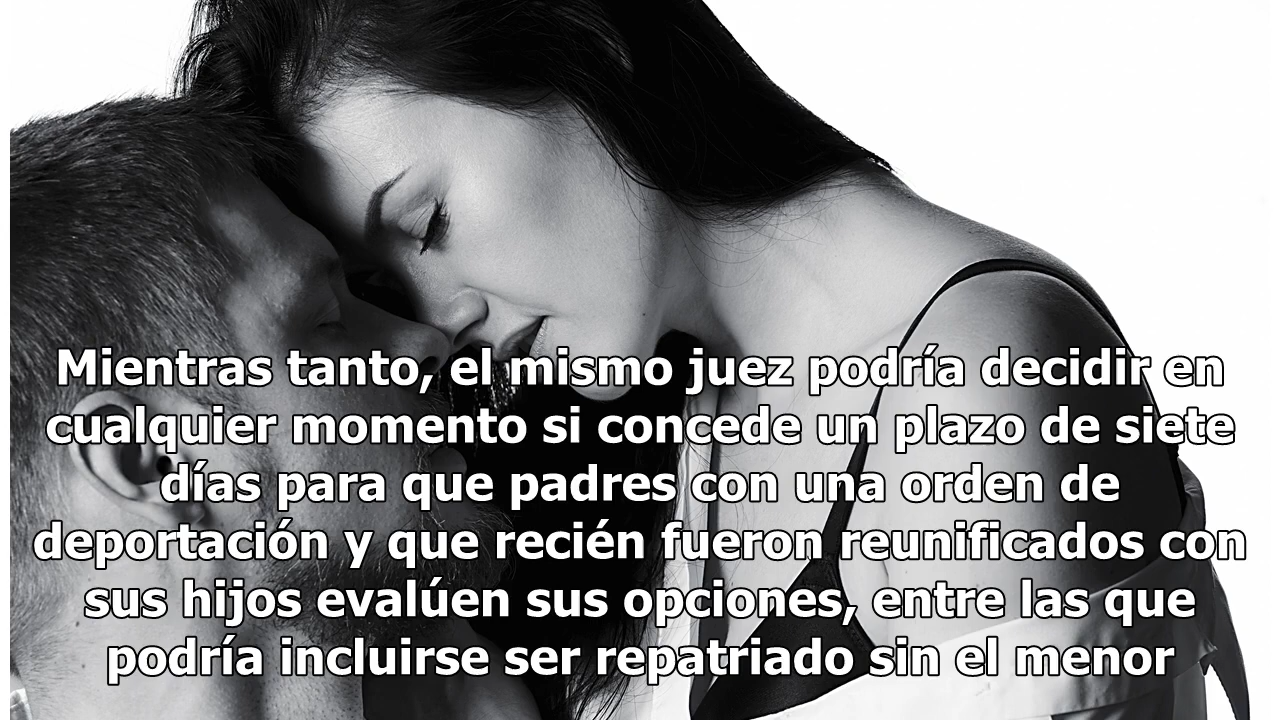 Mientras tanto, el mismo juez podría decidir en
cualquier momento si concede un plazo de siete
días para que padres con una orden de
deportación y que recién fueron reunificados con
sus hijos evalúen sus opciones, entre las que
podría incluirse ser repatriado sin el menor